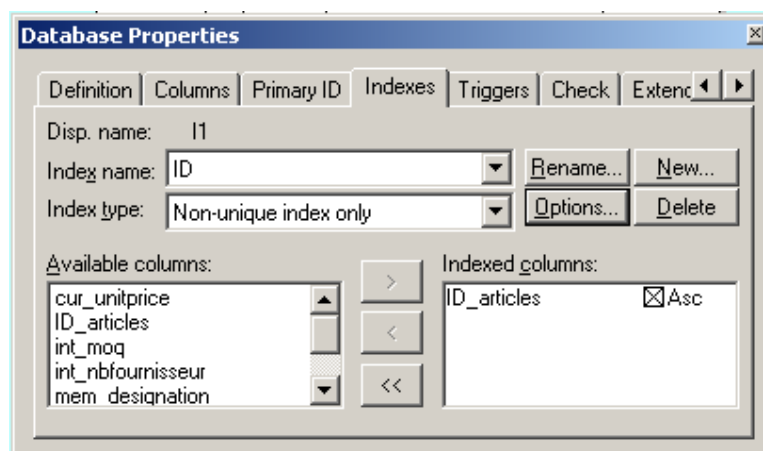 Database Properties
Definition Columns Primary ID Indexes Triggers Check Extenc
Disp. name: I1
Index name: ID Rename... New...
Index type: Non-unique index only Options... Delete
Available columns: Indexed columns:
cur_unitprice > ID_articles Asc
ID_articles
int_moq <
int_nbfournisseur
mem_designation <<